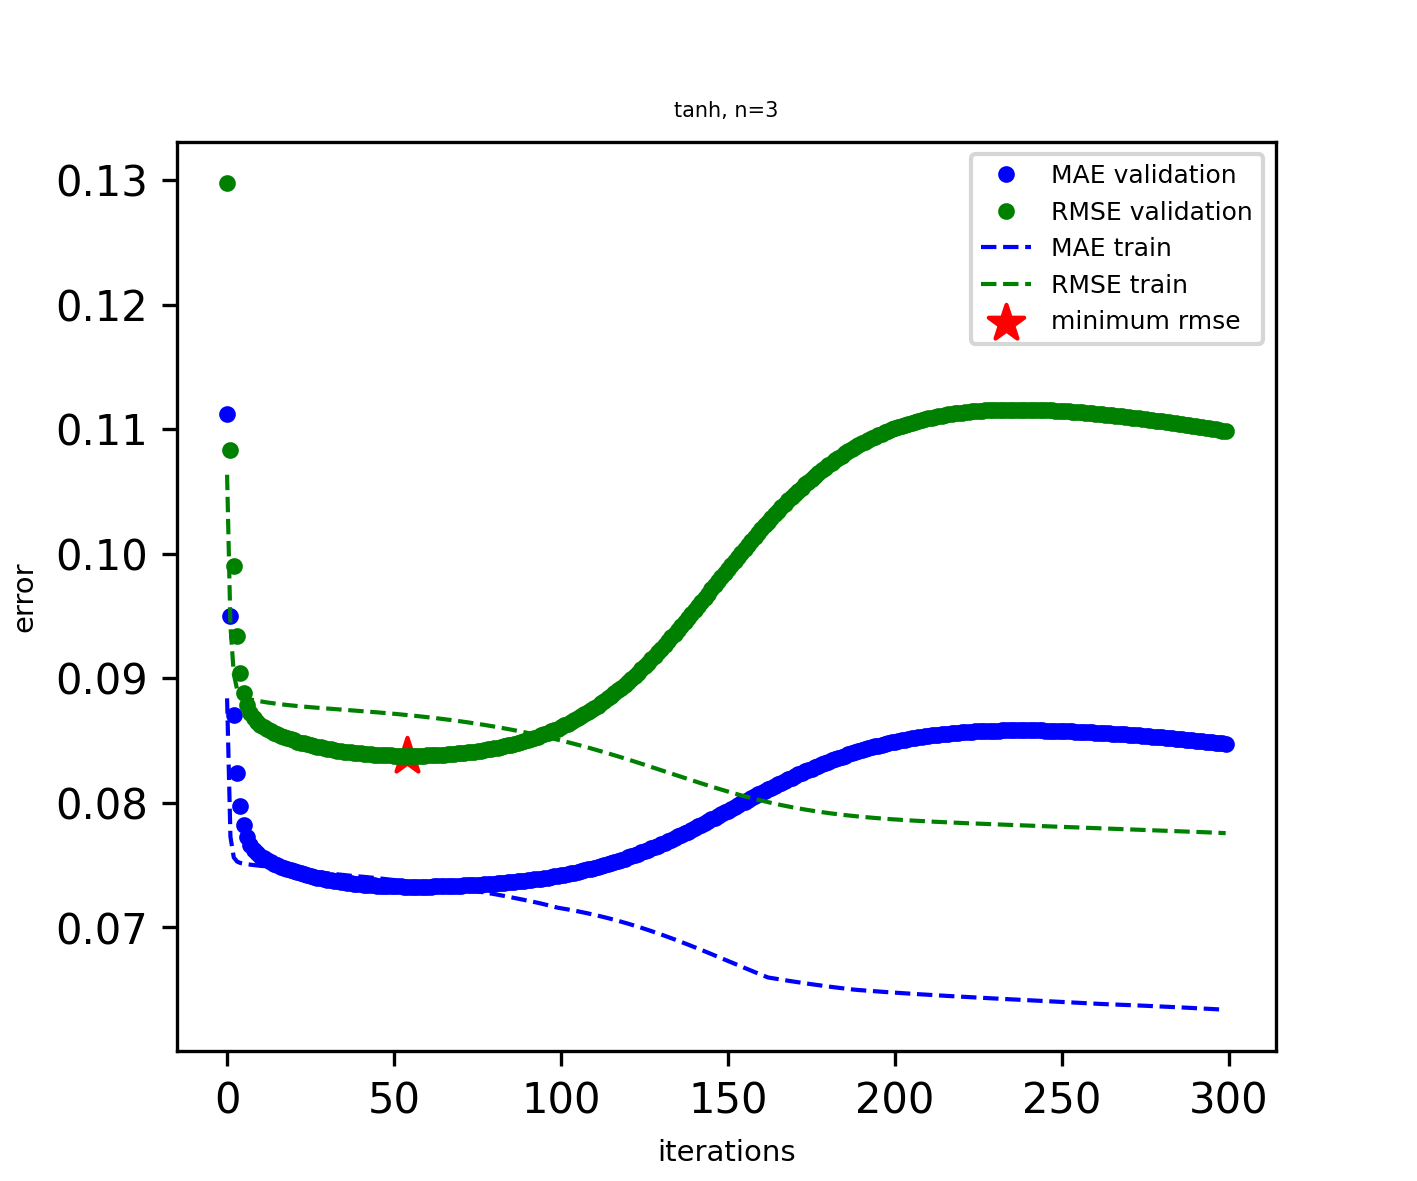 tanh, n=3
0.13
0.12
0.11
0.10
0.09
0.08
0.07
error
MAE validation
RMSE validation
MAE train
RMSE train
minimum rmse
0 50 100 150 200 250 300
iterations